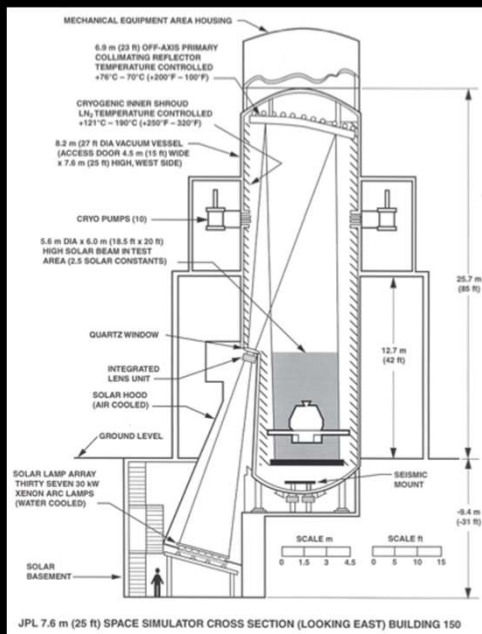 MECHANICAL EQUIPMENT AREA HOUSING
6.9 m (23 ft) OFF-AXIS PRIMARY
COLLIMATING REFLECTOR
TEMPERATURE CONTROLLED
+76°C – 70°C (+200°F – 100°F)
CRYOGENIC INNER SHROUD
LN2 TEMPERATURE CONTROLLED
+121°C – 190°C (+250°F – 320°F)
8.2 m (27 ft DIA VACUUM VESSEL
(ACCESS DOOR 4.5 m (15 ft) WIDE
x 7.6 m (25 ft) HIGH, WEST SIDE)
CRYO PUMPS (10)
5.6 m DIA x 6.0 m (18.5 ft x 20 ft)
HIGH SOLAR BEAM IN TEST
AREA (2.5 SOLAR CONSTANTS)
25.7 m
(85 ft)
QUARTZ WINDOW
12.7 m
(42 ft)
INTEGRATED
LENS UNIT
SOLAR HOOD
(AIR COOLED)
GROUND LEVEL
SOLAR LAMP ARRAY
THIRTY SEVEN 30 kW
XENON ARC LAMPS
(WATER COOLED)
SEISMIC
MOUNT
-9.4 m
(-31 ft)
SCALE m
0 1.5 3 4.5
SCALE ft
0 5 10 15
SOLAR
BASEMENT
JPL 7.6 m (25 ft) SPACE SIMULATOR CROSS SECTION (LOOKING EAST) BUILDING 150